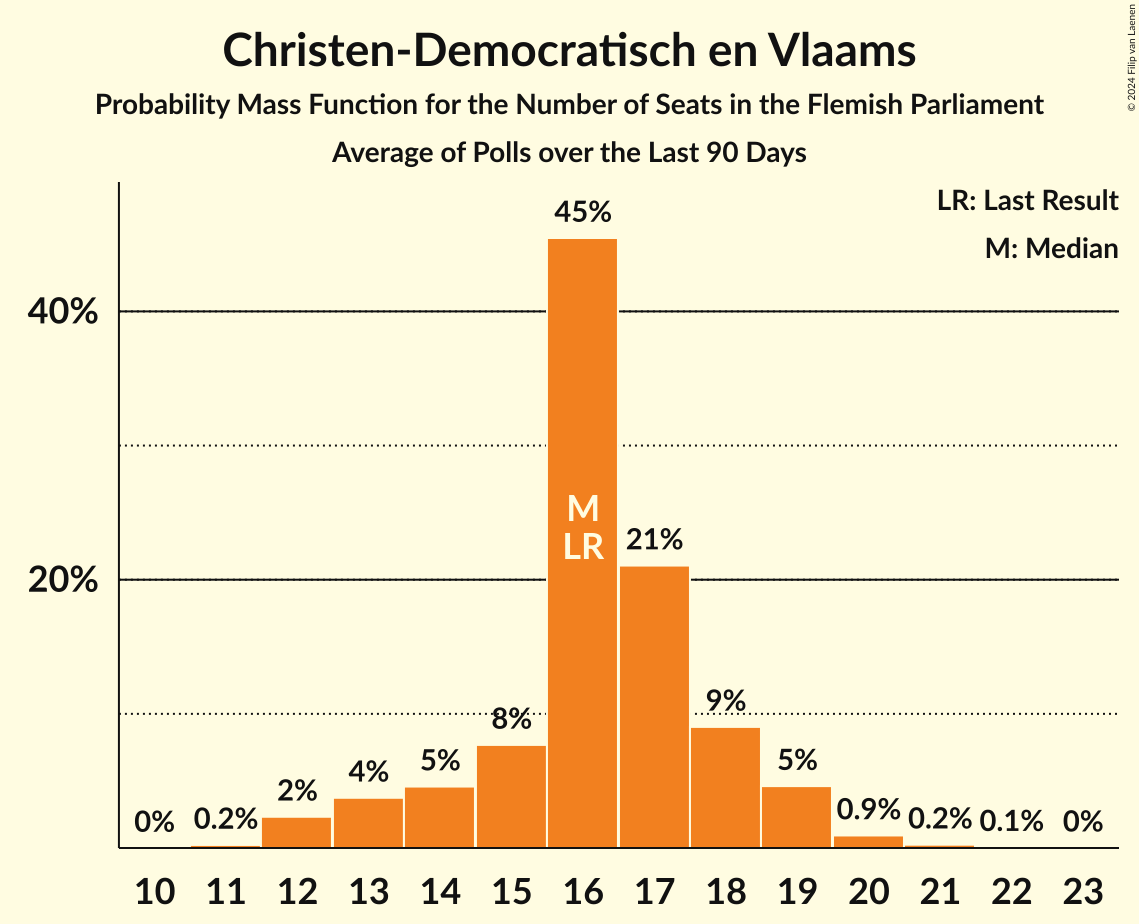 Christen-Democratisch en Vlaams
Probability Mass Function for the Number of Seats in the Flemish Parliament
Average of Polls over the Last 90 Days
© 2024 Filip van Laenen
LR: Last Result
M: Median
40%
20%
0%
0.2%
2%
4%
5%
8%
45%
M
LR
21%
9%
5%
0.9%
0.2%
0.1%
0%
10 11 12 13 14 15 16 17 18 19 20 21 22 23